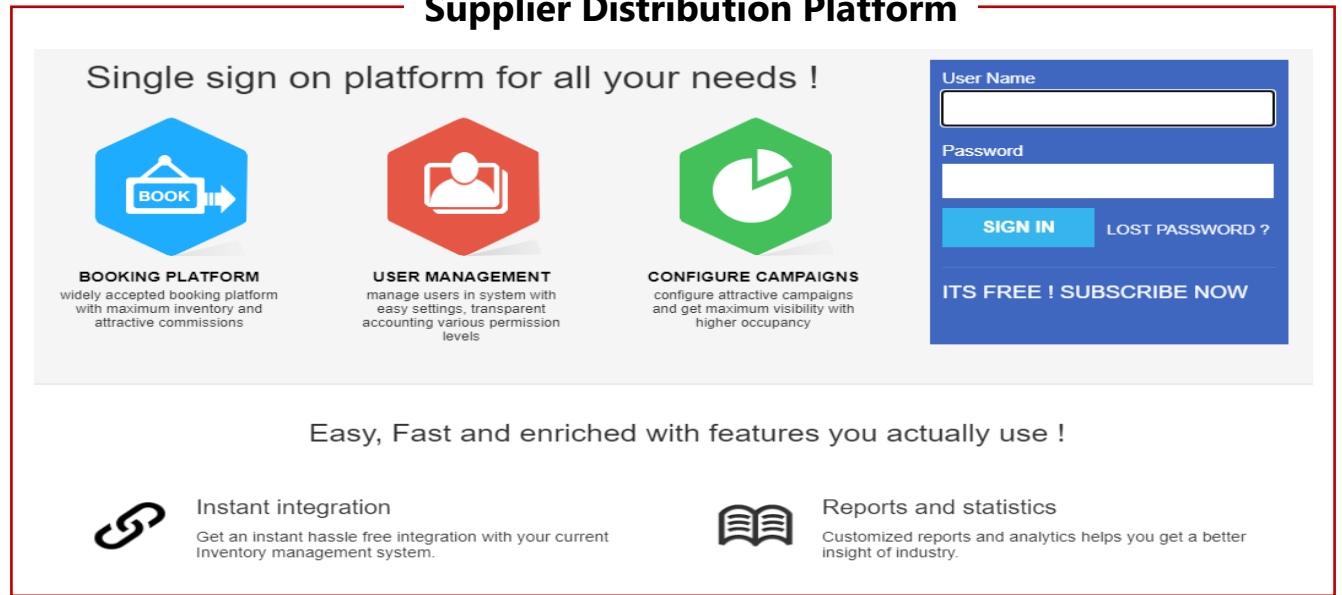 Supplier Distribution Platform
Single sign on platform for all your needs !
User Name
Password
SIGN IN
LOST PASSWORD ?
ITS FREE ! SUBSCRIBE NOW
BOOK
BOOKING PLATFORM
widely accepted booking platform
with maximum inventory and
attractive commissions
USER MANAGEMENT
manage users in system with
easy settings, transparent
accounting various permission
levels
CONFIGURE CAMPAIGNS
configure attractive campaigns
and get maximum visibility with
higher occupancy
Easy, Fast and enriched with features you actually use !
Instant integration
Get an instant hassle free integration with your current
Inventory management system.
Reports and statistics
Customized reports and analytics helps you get a better
insight of industry.